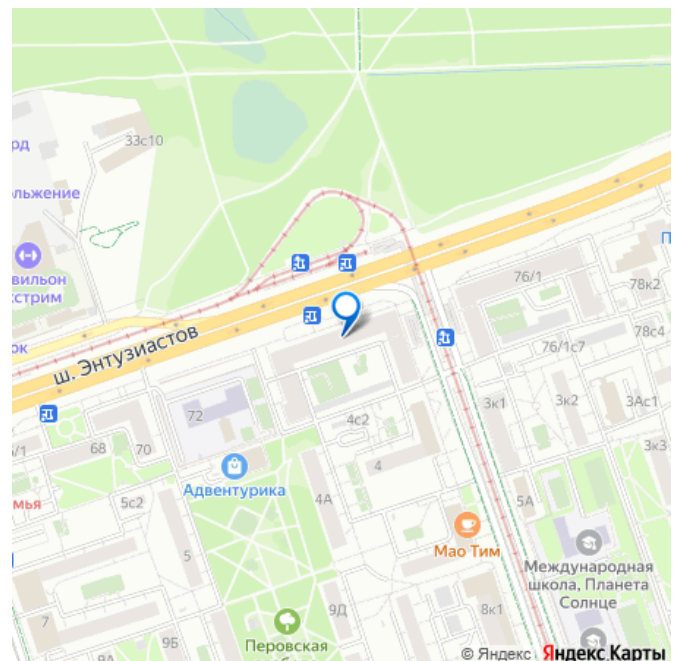 33с10
рд
льжение
вильон
кстрим
П
76/1
78к2
78с4
ок
ш. Энтузиастов
76/1с7
72
4с2
3к1
3к2
3Ас1
/1
68
70
4
3к3
Адвентурика
мья
5с2
4А
5А
Мао Тим
5
Международная
школа, Планета
Солнце
9Д
8к1
7
9Б
Перовская
© Яндекс
Яндекс Карты